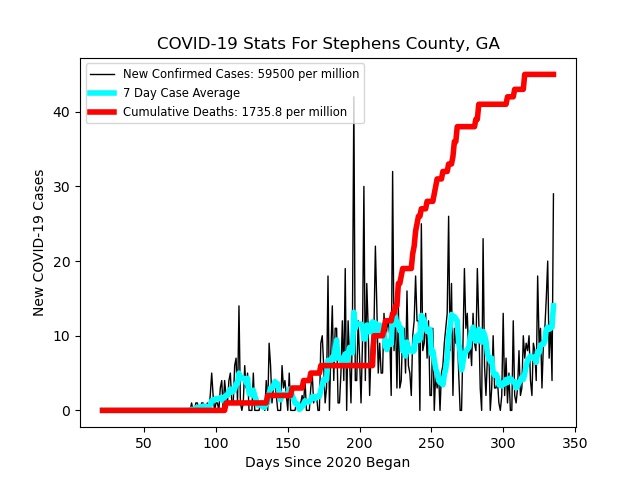 COVID-19 Stats For Stephens County, GA
New Confirmed Cases: 59500 per million
7 Day Case Average
Cumulative Deaths: 1735.8 per million
New COVID-19 Cases
40
30
20
10
0
50 100 150 200 250 300 350
Days Since 2020 Began